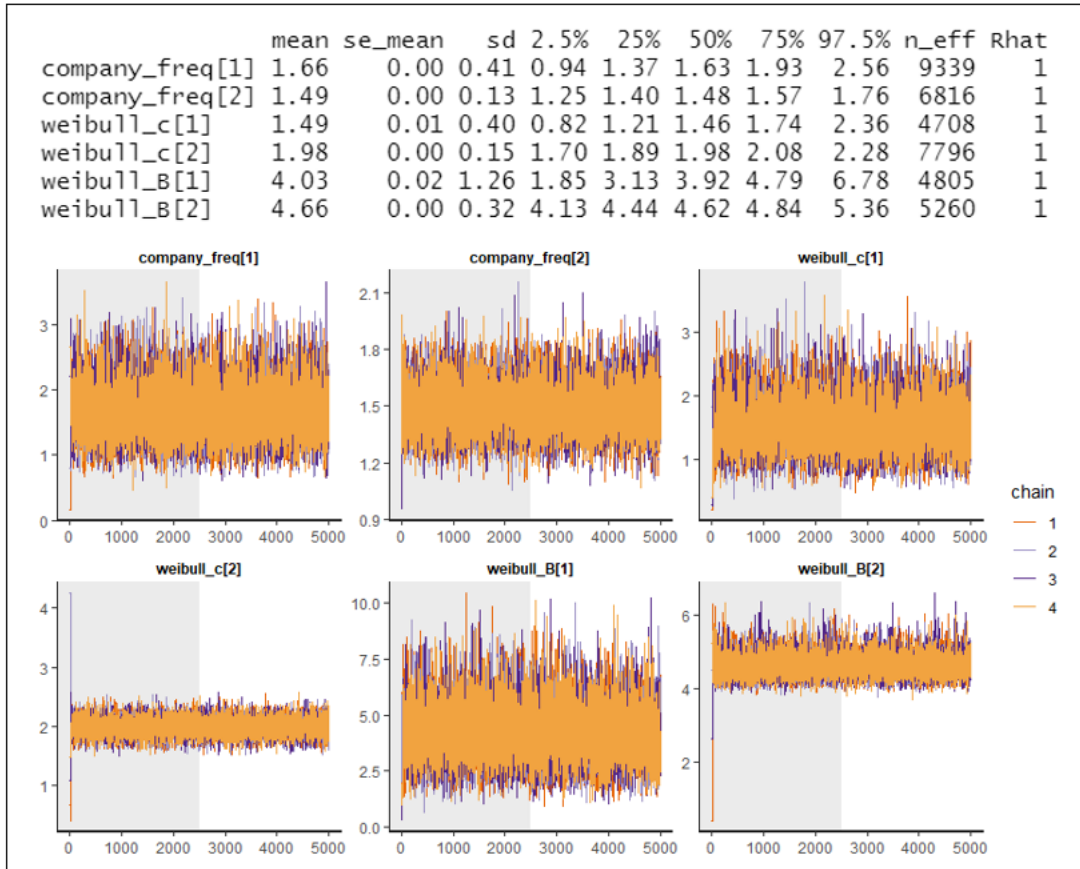 mean se_mean sd 2.5% 25% 50% 75% 97.5% n_eff Rhat
company_freq[1] 1.66 0.00 0.41 0.94 1.37 1.63 1.93 2.56 9339 1
company_freq[2] 1.49 0.00 0.13 1.25 1.40 1.48 1.57 1.76 6816 1
weibull_c[1] 1.49 0.01 0.40 0.82 1.21 1.46 1.74 2.36 4708 1
weibull_c[2] 1.98 0.00 0.15 1.70 1.89 1.98 2.08 2.28 7796 1
weibull_B[1] 4.03 0.02 1.26 1.85 3.13 3.92 4.79 6.78 4805 1
weibull_B[2] 4.66 0.00 0.32 4.13 4.44 4.62 4.84 5.36 5260 1
company_freq[1]
3
2
1
0
0 1000 2000 3000 4000 5000
company_freq[2]
2.1
1.8
1.5
1.2
0.9
0 1000 2000 3000 4000 5000
weibull_c[1]
3
2
1
0 1000 2000 3000 4000 5000
weibull_c[2]
4
3
2
1
0 1000 2000 3000 4000 5000
weibull_B[1]
10.0
7.5
5.0
2.5
0.0
0 1000 2000 3000 4000 5000
weibull_B[2]
6
4
2
0 1000 2000 3000 4000 5000
chain
1
2
3
4